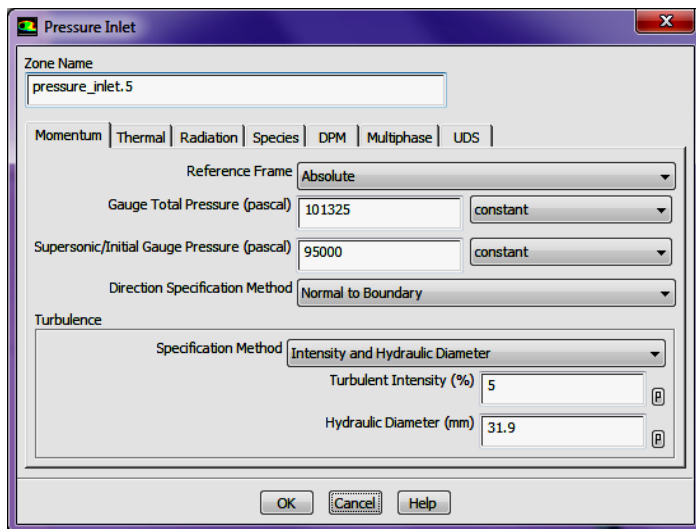 Pressure Inlet
Zone Name
pressure_inlet.5
Momentum Thermal Radiation Species DPM Multiphase UDS
Reference Frame Absolute
Gauge Total Pressure (pascal) 101325 constant
Supersonic/Initial Gauge Pressure (pascal) 95000 constant
Direction Specification Method Normal to Boundary
Turbulence
Specification Method Intensity and Hydraulic Diameter
Turbulent Intensity (%) 5 P
Hydraulic Diameter (mm) 31.9 P
OK Cancel Help